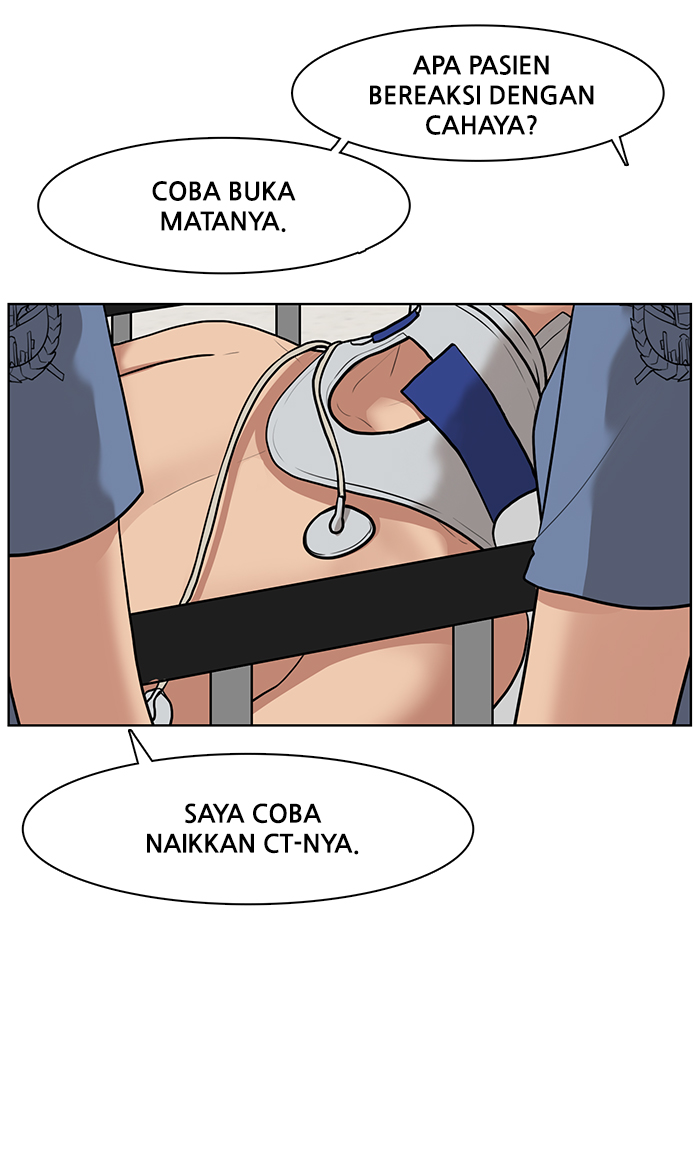 APA PASIEN
BEREAKSI DENGAN
CAHAYA?
COBA BUKA
MATANYA.
SAYA COBA
NAIKKAN CT-NYA.